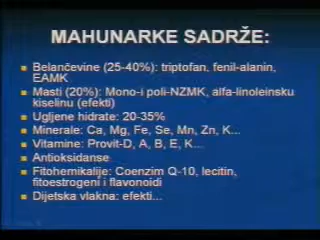 MAHUNARKE SADRŽE:
Belančevine (25-40%): triptofan, fenil-alanin,
EAMK
Masti (20%): Mono-i poli-NZMK, alfa-linoleinsku
kiselinu (efekti)
Ugljene hidrate: 20-35%
Minerale: Ca, Mg, Fe, Se, Mn, Zn, K...
Vitamine: Provit-D, A, B, E, K...
Antioksidanse
Fitohemikalije: Coenzim Q-10, lecitin,
fitoestrogeni i flavonoidi
Dijetska vlakna: efekti...